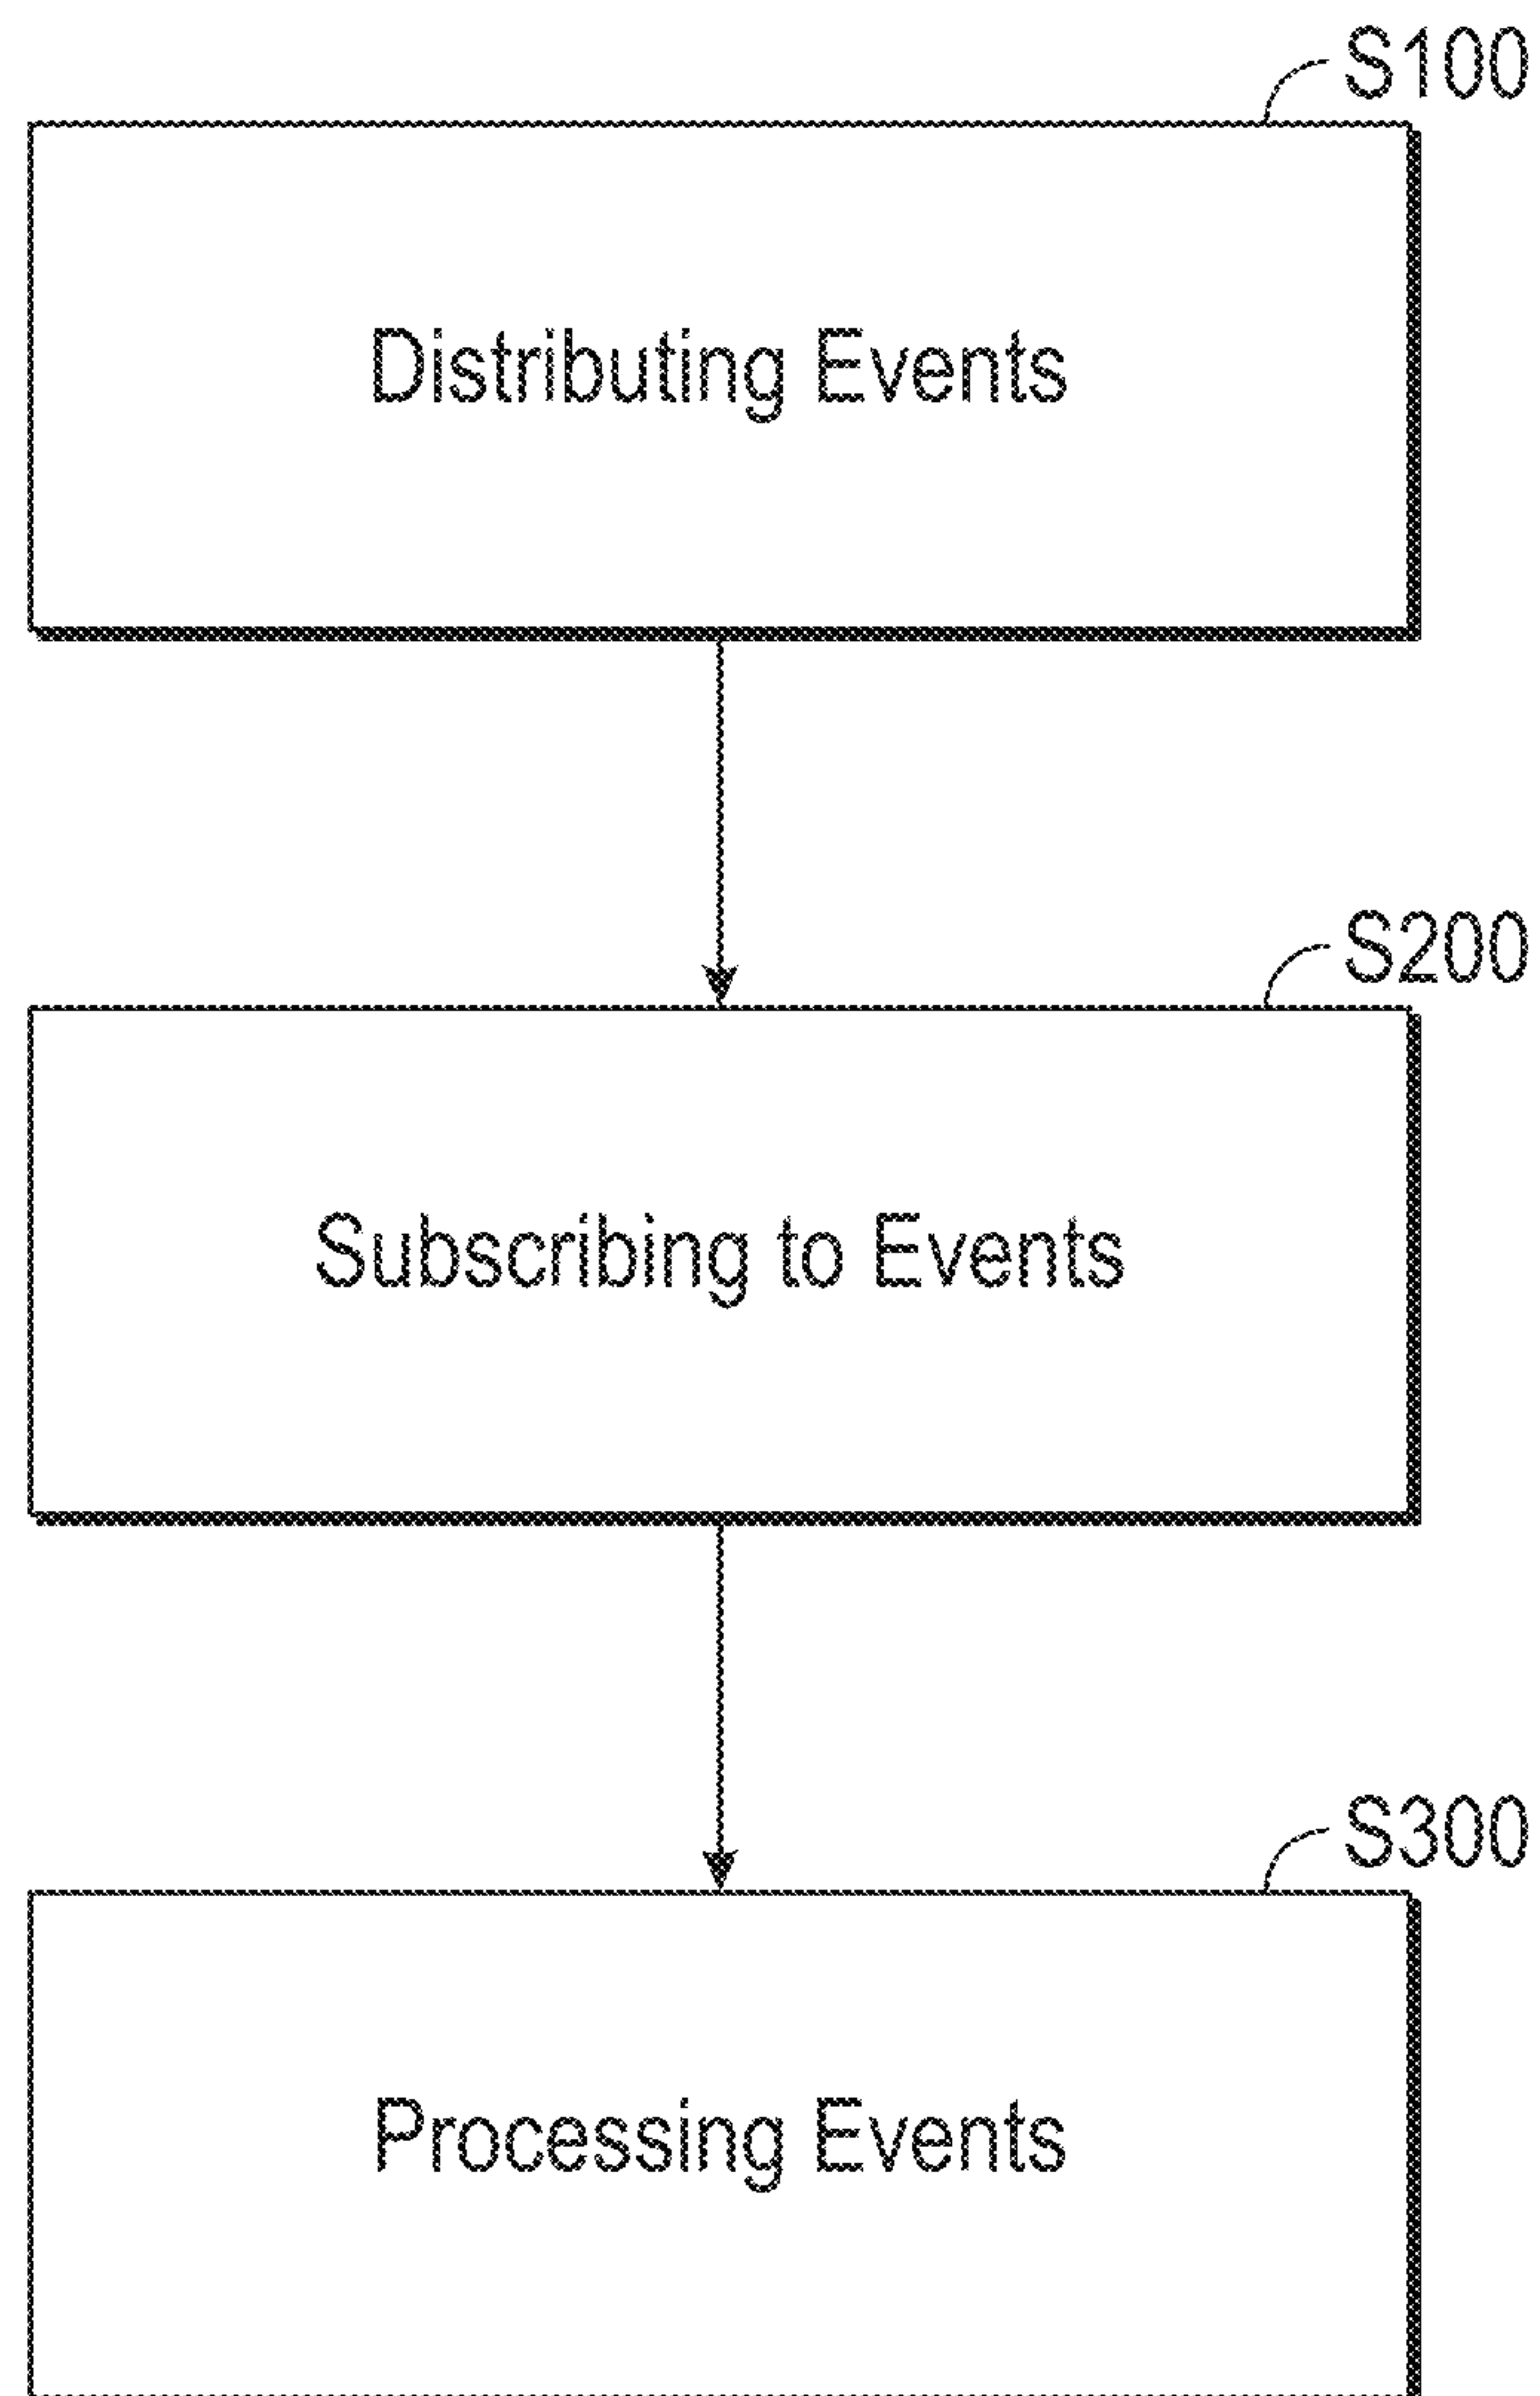 S100
Distributing Events
S200
Subscribing to Events
S300
Processing Events